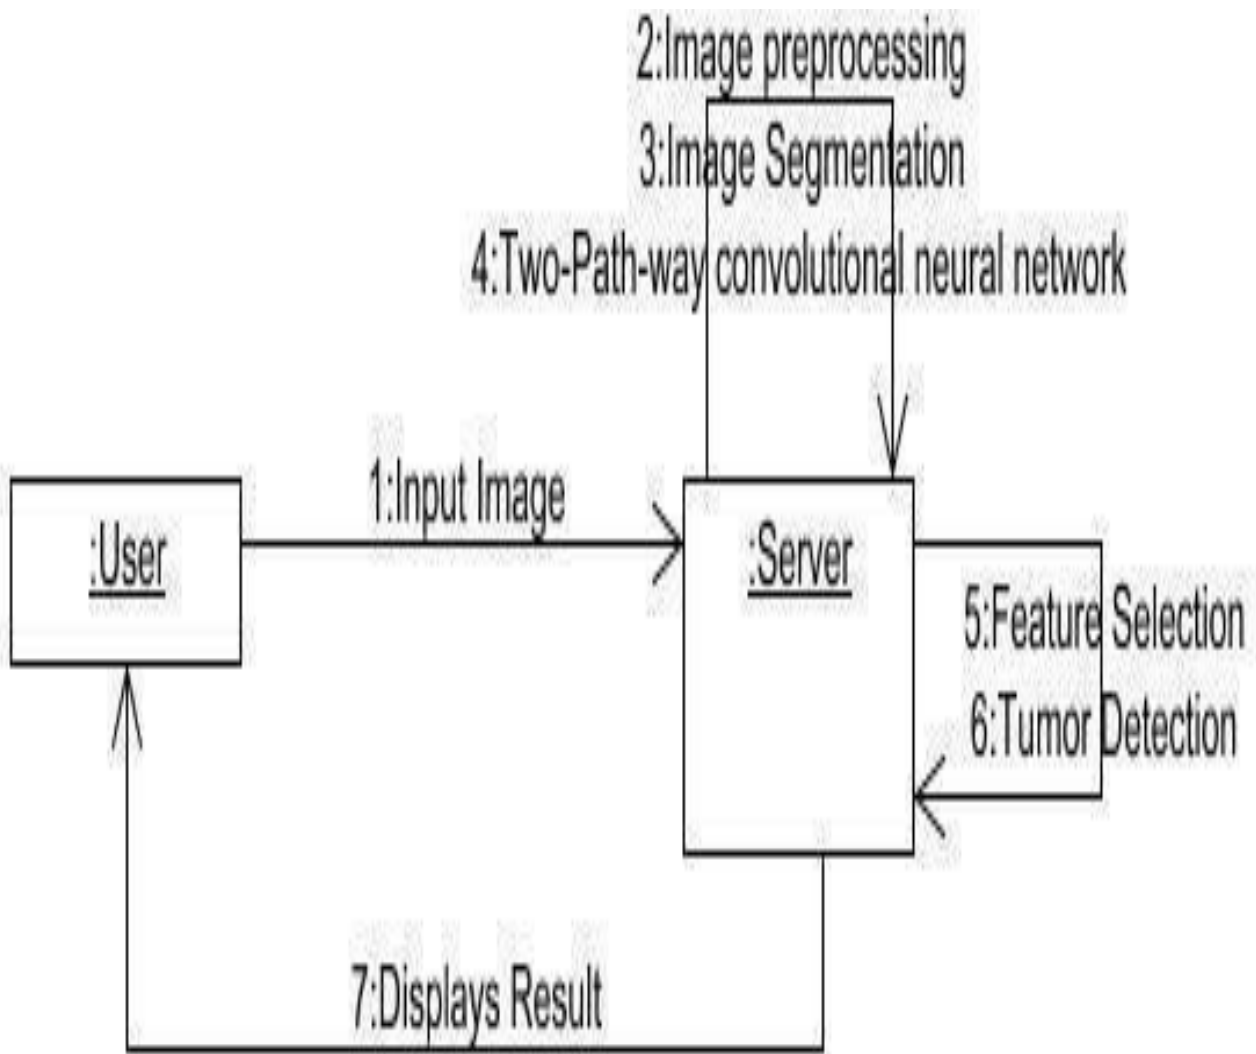 2:Image preprocessing
3:Image Segmentation
4:Two-Path-way convolutional neural network
1:Input Image
:User
:Server
5:Feature Selection
6:Tumor Detection
7:Displays Result